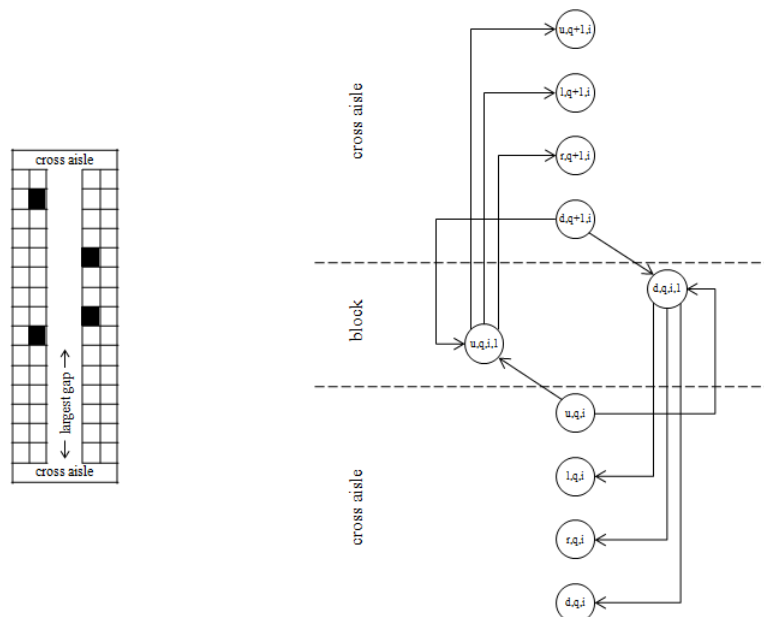 cross aisle
← largest gap →
cross aisle
cross aisle
block
cross aisle
u,q+1,i
l,q+1,i
r,q+1,i
d,q+1,i
d,q,i,1
u,q,i,1
u,q,i
l,q,i
r,q,i
d,q,i